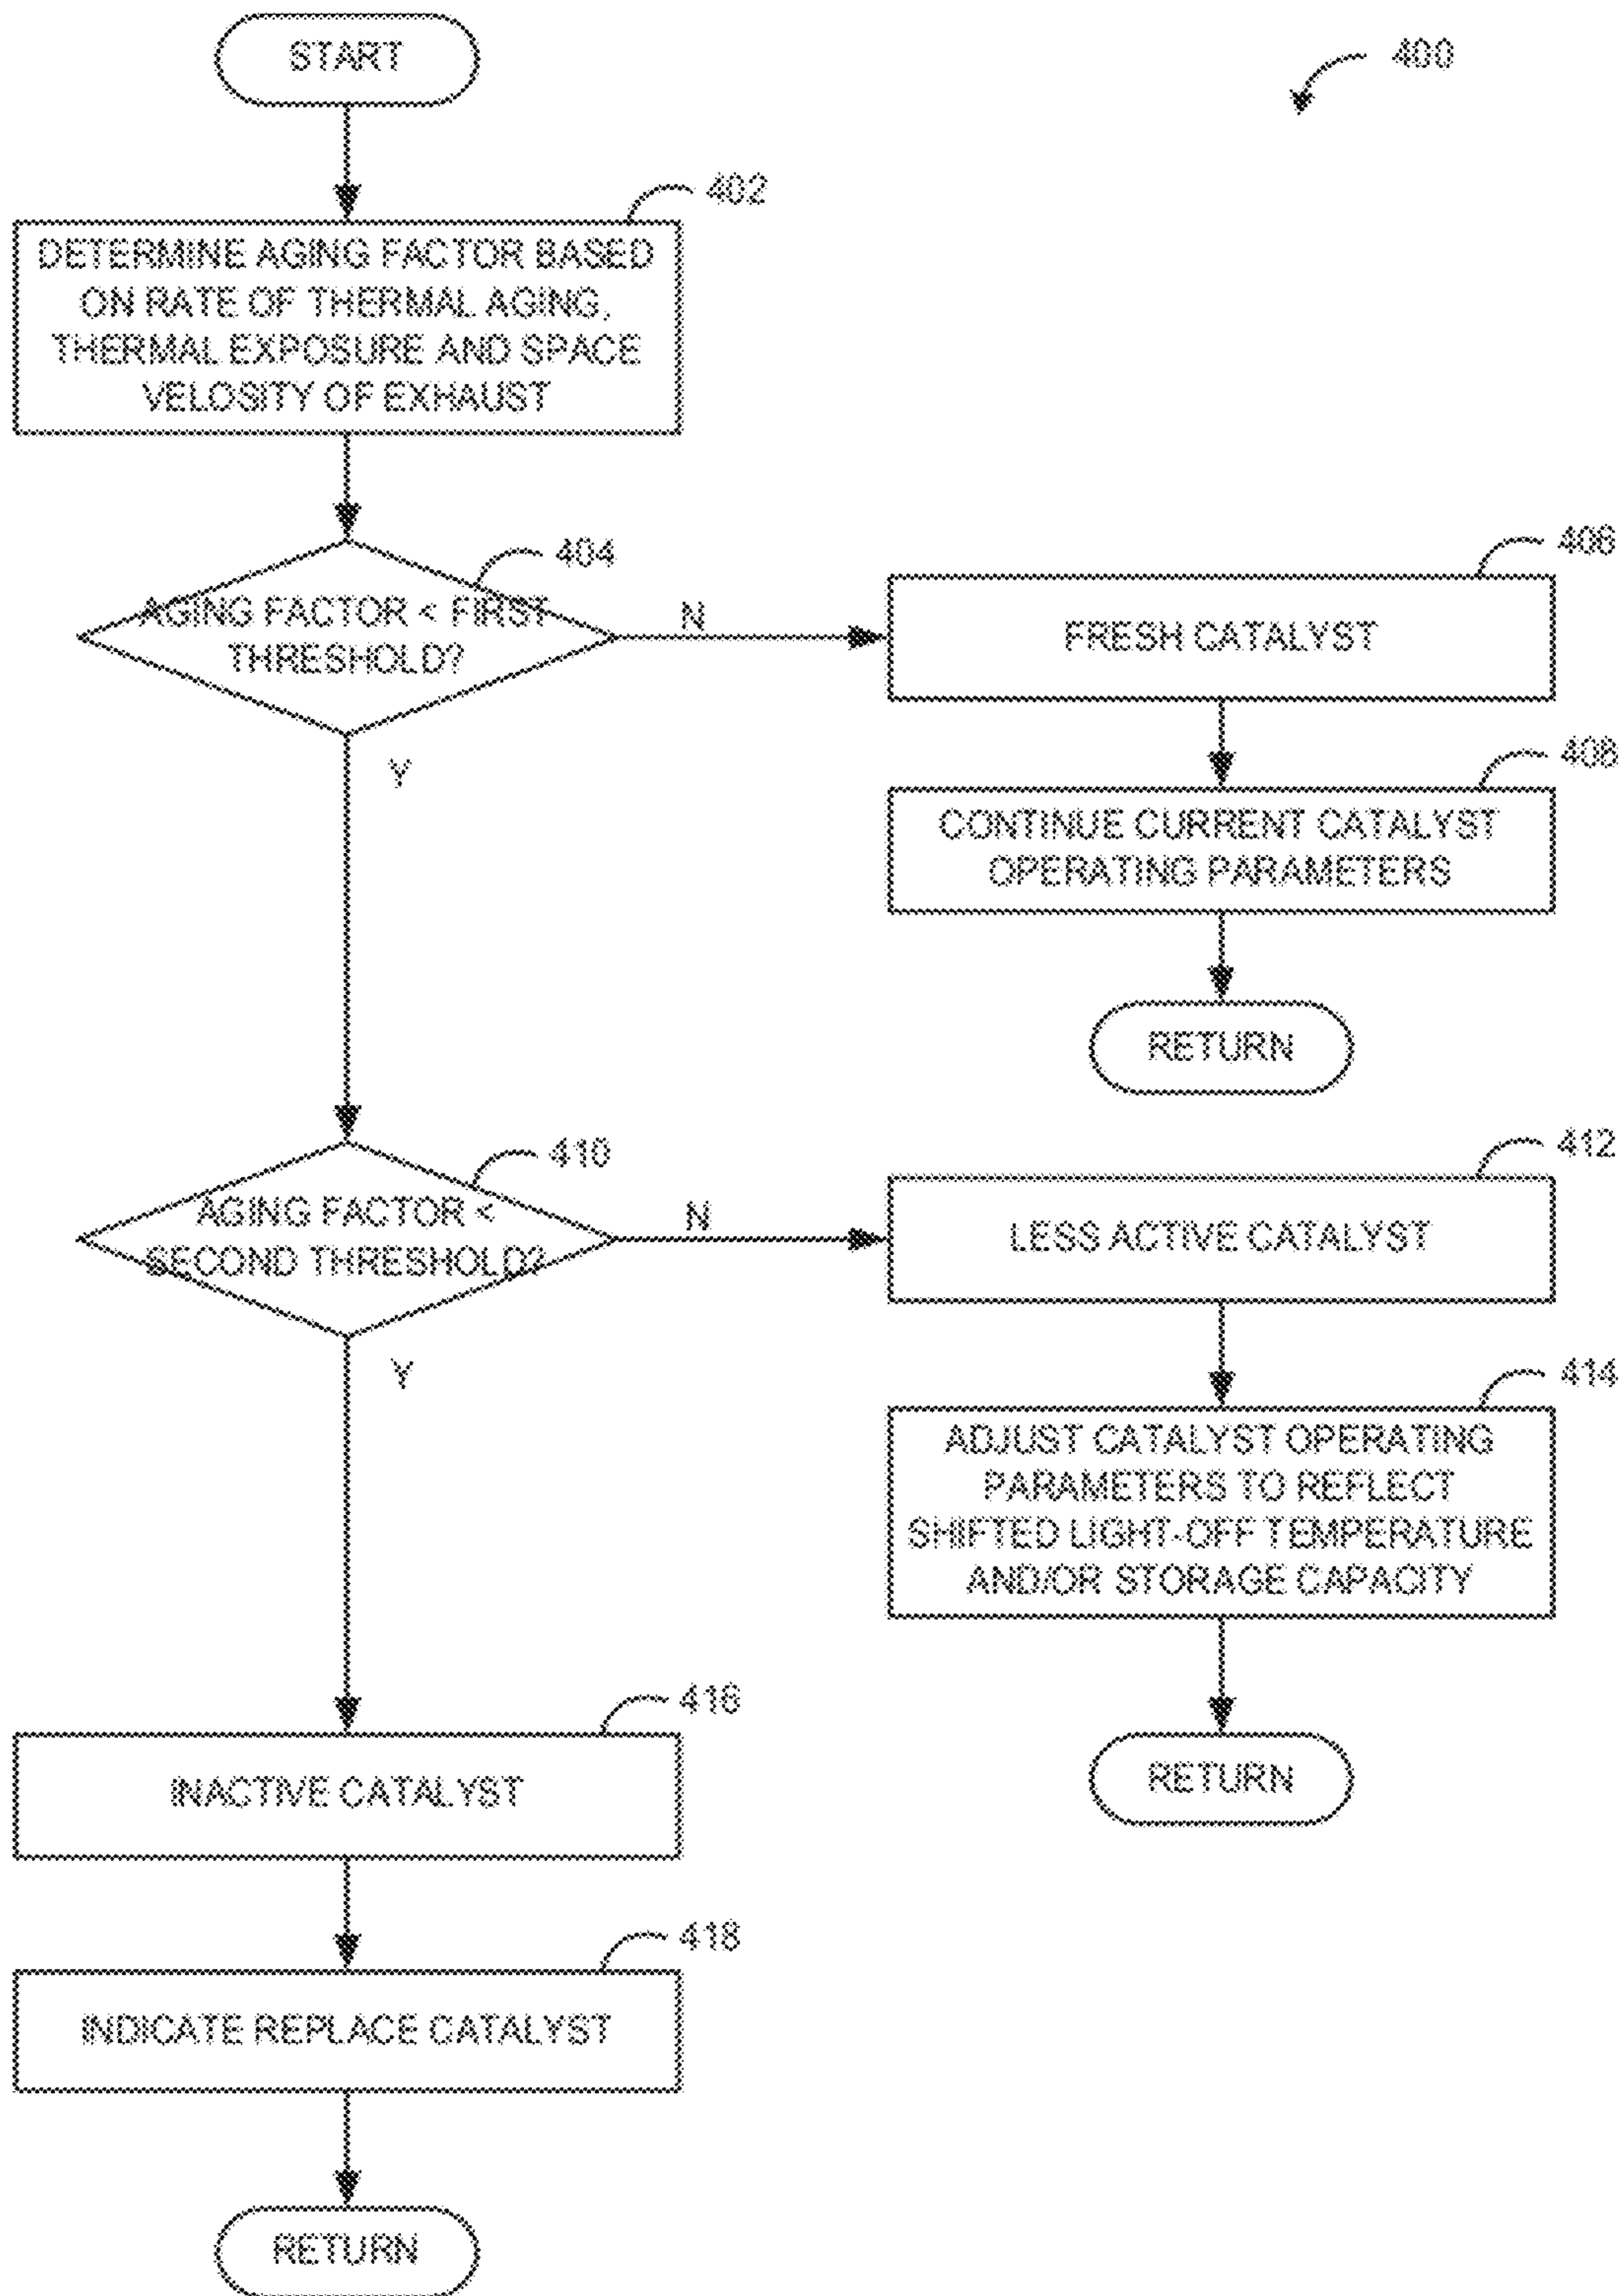 START
400
402
DETERMINE AGING FACTOR BASED
ON RATE OF THERMAL AGING,
THERMAL EXPOSURE AND SPACE
VELOSITY OF EXHAUST
404
AGING FACTOR < FIRST
THRESHOLD?
N
Y
406
FRESH CATALYST
408
CONTINUE CURRENT CATALYST
OPERATING PARAMETERS
RETURN
410
AGING FACTOR <
SECOND THRESHOLD?
N
Y
412
LESS ACTIVE CATALYST
414
ADJUST CATALYST OPERATING
PARAMETERS TO REFLECT
SHIFTED LIGHT-OFF TEMPERATURE
AND/OR STORAGE CAPACITY
RETURN
416
INACTIVE CATALYST
418
INDICATE REPLACE CATALYST
RETURN